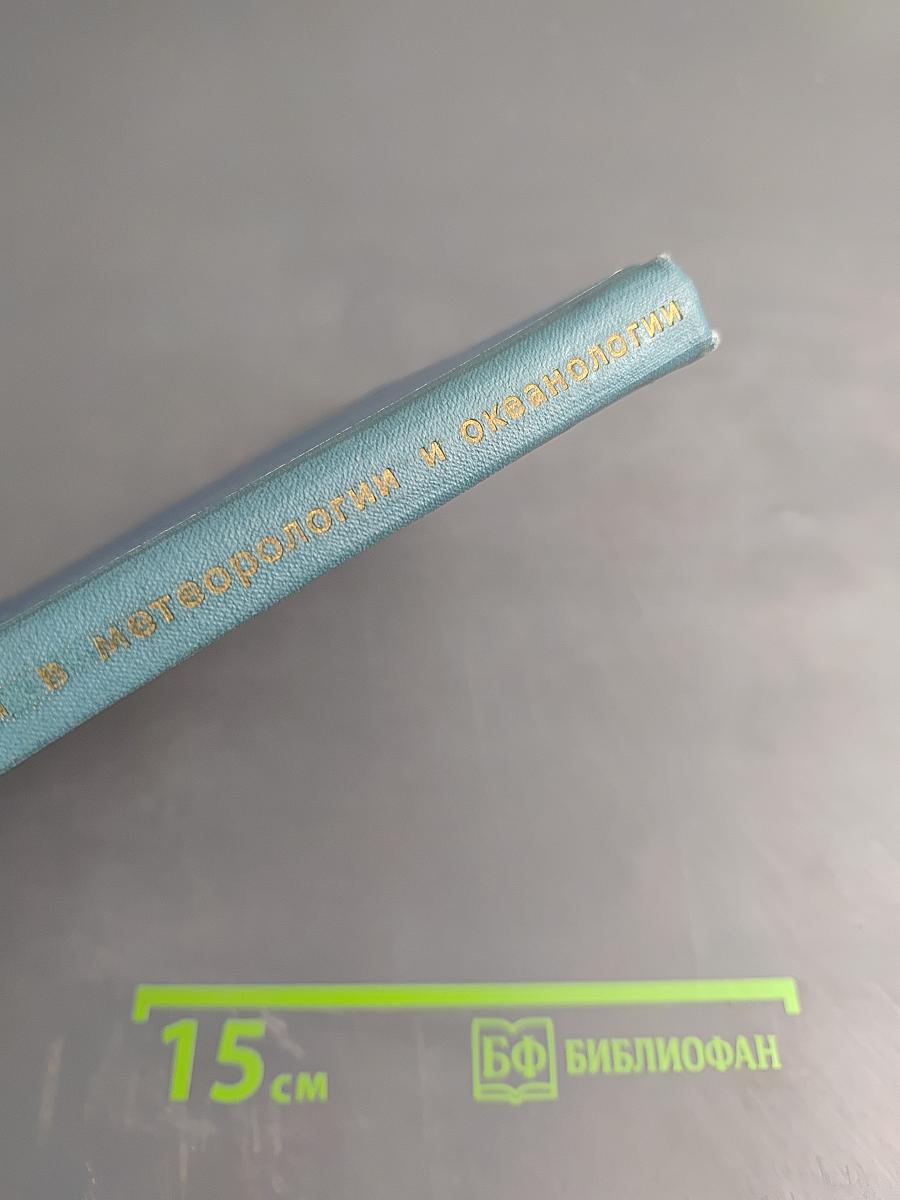 в метеорологии и океанологии
15 см
БФ БИБЛИОФАН